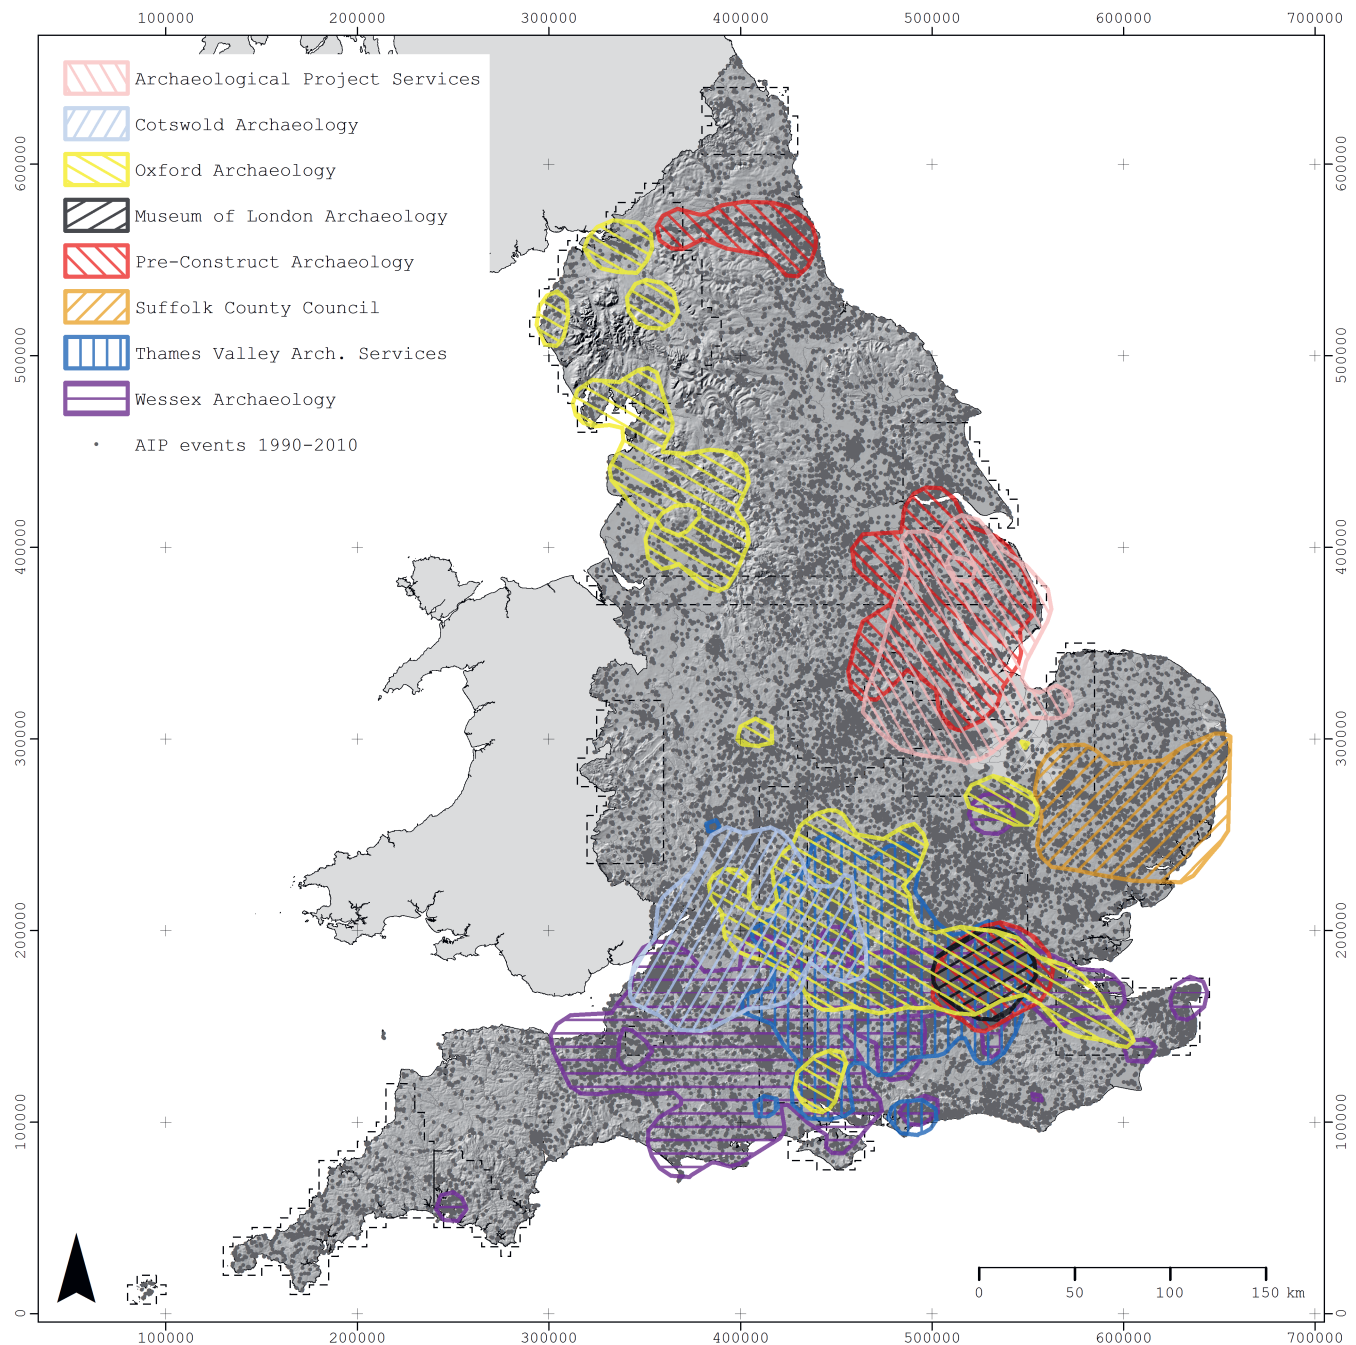 100000 200000 300000 400000 500000 600000 700000
Archaeological Project Services
Cotswold Archaeology
Oxford Archaeology
Museum of London Archaeology
Pre-Construct Archaeology
Suffolk County Council
Thames Valley Arch. Services
Wessex Archaeology
AIP events 1990-2010
600000
500000
400000
300000
200000
100000
0
600000
500000
400000
300000
200000
100000
0
0 50 100 150 km
100000 200000 300000 400000 500000 600000 700000